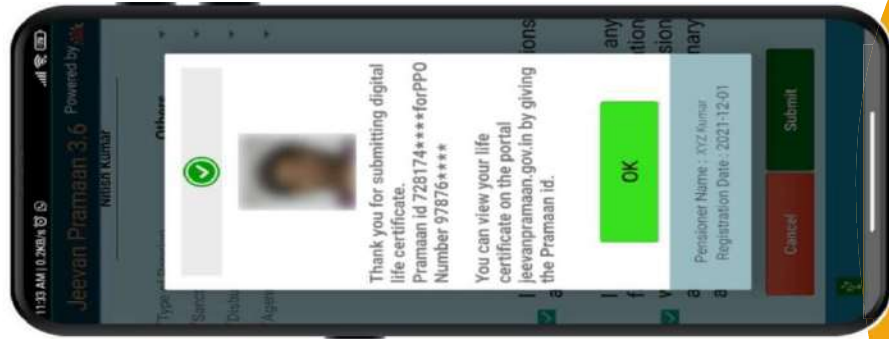 11:33 AM | 0.2KB/s
Jeevan Pramaan 3.6 Powered by
Nitish Kumar
Others
Thank you for submitting digital
life certificate.
Pramaan id 728174****forPPO
Number 97876****
You can view your life
certificate on the portal
jeevanpramaan.gov.in by giving
the Pramaan id.
OK
Pensioner Name : XYZ Kumar
Registration Date : 2021-12-01
Cancel
Submit